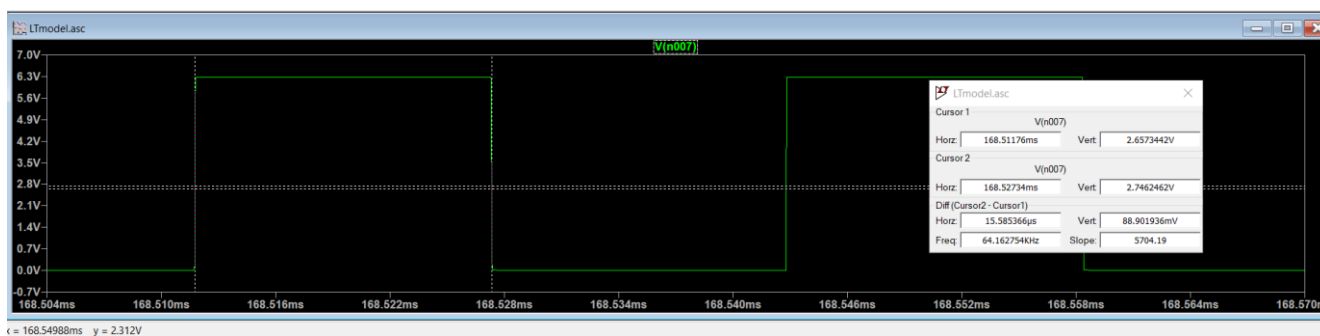 LTmodel.asc
V(n007)
7.0V
6.3V
5.6V
4.9V
4.2V
3.5V
2.8V
2.1V
1.4V
0.7V
0.0V
-0.7V
168.504ms 168.510ms 168.516ms 168.522ms 168.528ms 168.534ms 168.540ms 168.546ms 168.552ms 168.558ms 168.564ms 168.570m
LTmodel.asc
Cursor 1
V(n007)
Horz: 168.51176ms Vert: 2.6573442V
Cursor 2
V(n007)
Horz: 168.52734ms Vert: 2.7462462V
Diff (Cursor2 - Cursor1)
Horz: 15.585366µs Vert: 88.901936mV
Freq: 64.162754KHz Slope: 5704.19
x = 168.54988ms y = 2.312V